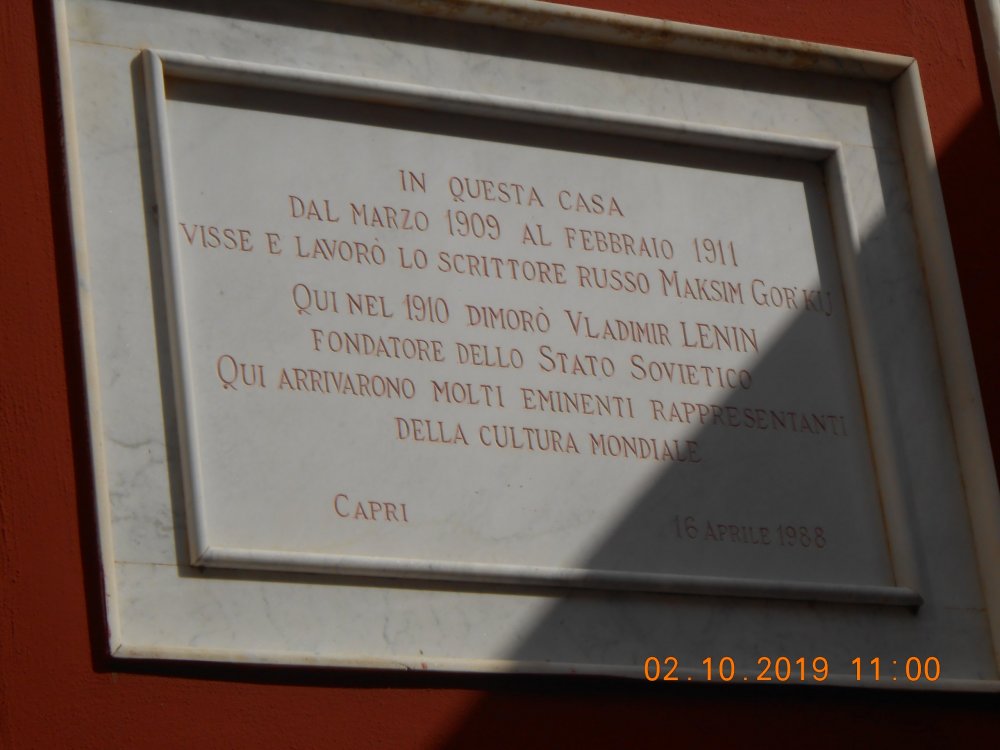 IN QUESTA CASA
DAL MARZO 1909 AL FEBBRAIO 1911
VISSE E LAVORÒ LO SCRITTORE RUSSO MAKSIM GOR'KIJ
QUI NEL 1910 DIMORÒ VLADIMIR LENIN
FONDATORE DELLO STATO SOVIETICO
QUI ARRIVARONO MOLTI EMINENTI RAPPRESENTANTI
DELLA CULTURA MONDIALE
CAPRI 16 APRILE 1988
02.10.2019 11:00